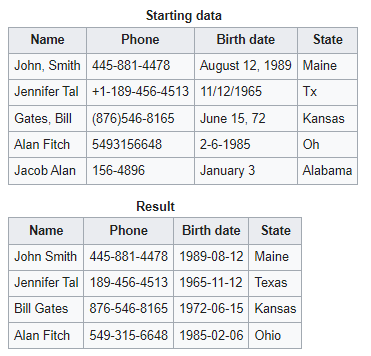 Starting data
Name Phone Birth date State
John, Smith 445-881-4478 August 12, 1989 Maine
Jennifer Tal +1-189-456-4513 11/12/1965 Tx
Gates, Bill (876)546-8165 June 15, 72 Kansas
Alan Fitch 5493156648 2-6-1985 Oh
Jacob Alan 156-4896 January 3 Alabama
Result
Name Phone Birth date State
John Smith 445-881-4478 1989-08-12 Maine
Jennifer Tal 189-456-4513 1965-11-12 Texas
Bill Gates 876-546-8165 1972-06-15 Kansas
Alan Fitch 549-315-6648 1985-02-06 Ohio